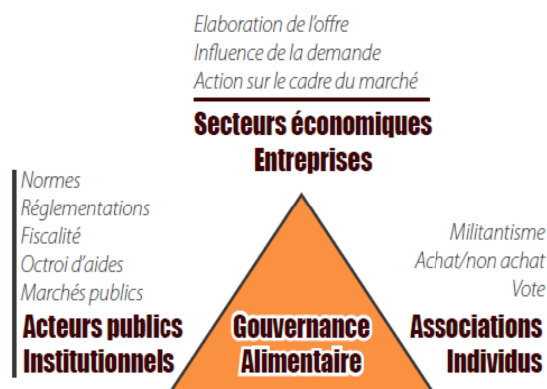 Elaboration de l'offre
Influence de la demande
Action sur le cadre du marché
Secteurs économiques
Entreprises
Normes
Réglementations
Fiscalité
Octroi d'aides
Marchés publics
Acteurs publics
Institutionnels
Gouvernance
Alimentaire
Militantisme
Achat/non achat
Vote
Associations
Individus